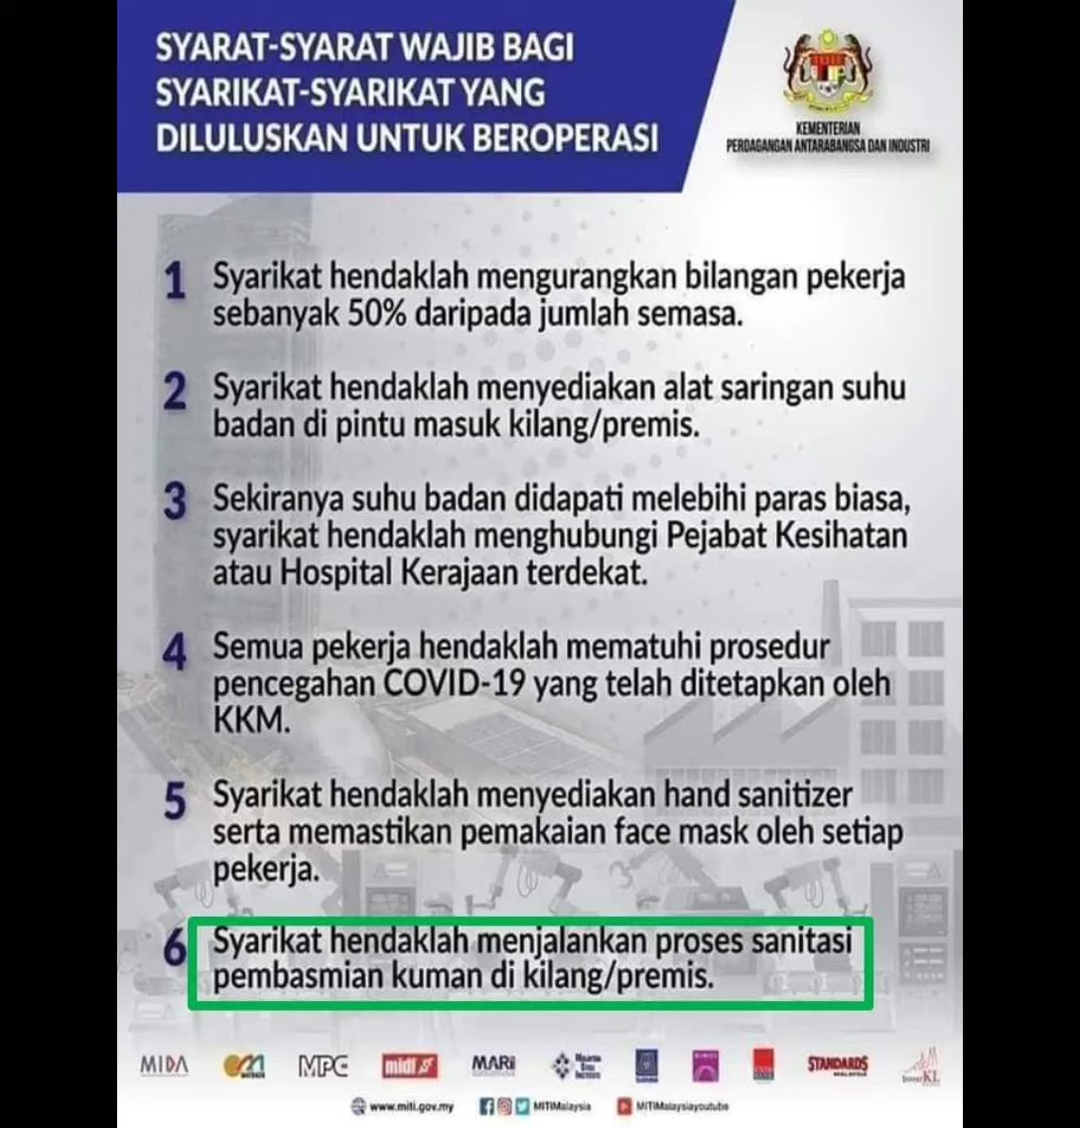 SYARAT-SYARAT WAJIB BAGI
SYARIKAT-SYARIKAT YANG
DILULUSKAN UNTUK BEROPERASI
KEMENTERIAN
PERDAGANGAN ANTARABANGSA DAN INDUSTRI
1 Syarikat hendaklah mengurangkan bilangan pekerja
sebanyak 50% daripada jumlah semasa.
2 Syarikat hendaklah menyediakan alat saringan suhu
badan di pintu masuk kilang/premis.
3 Sekiranya suhu badan didapati melebihi paras biasa,
syarikat hendaklah menghubungi Pejabat Kesihatan
atau Hospital Kerajaan terdekat.
4 Semua pekerja hendaklah mematuhi prosedur
pencegahan COVID-19 yang telah ditetapkan oleh
KKM.
5 Syarikat hendaklah menyediakan hand sanitizer
serta memastikan pemakaian face mask oleh setiap
pekerja.
6 Syarikat hendaklah menjalankan proses sanitasi
pembasmian kuman di kilang/premis.
MIDA MPC midf MARii STANDARDS MALAYSIA InvestKL
www.miti.gov.my MITIMalaysia MITIMalaysiayoutube